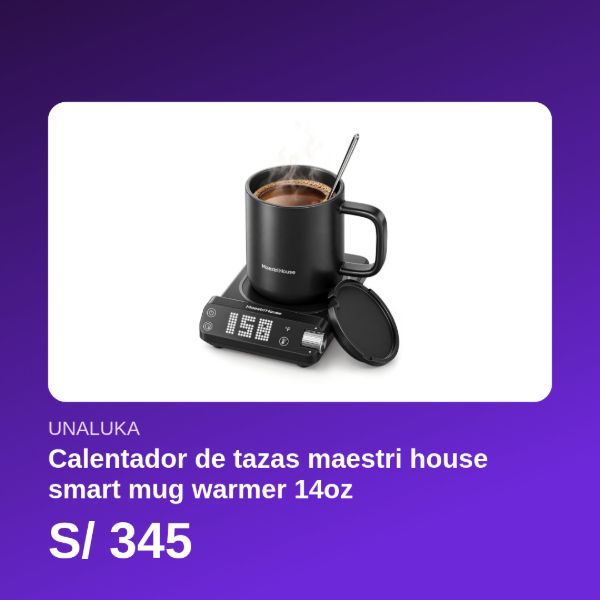 MaestriHouse
MaestriHouse
158 °F
UNALUKA
Calentador de tazas maestri house
smart mug warmer 14oz
S/ 345